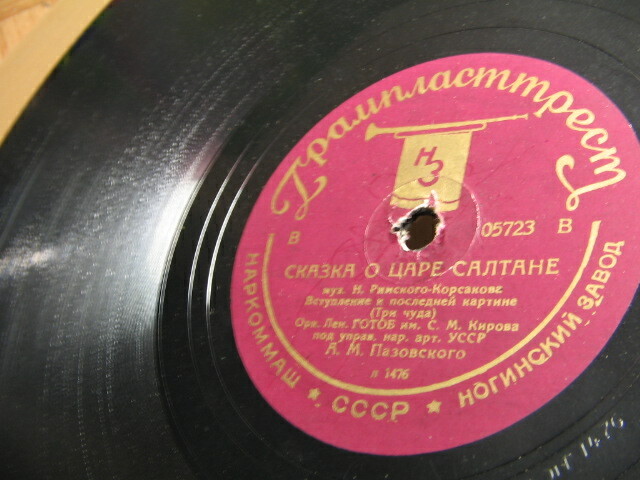 Грампласттрест
НЗ
В 05723 В
СКАЗКА О ЦАРЕ САЛТАНЕ
муз. Н. Римского-Корсакова
Вступление к последней картине
(Три чуда)
Орк. Лен. ГОТОБ им. С. М. Кирова
под управ. нар. арт. УССР
А. М. Пазовского
п 1476
НАРКОММАШ ★ СССР ★ НОГИНСКИЙ ЗАВОД